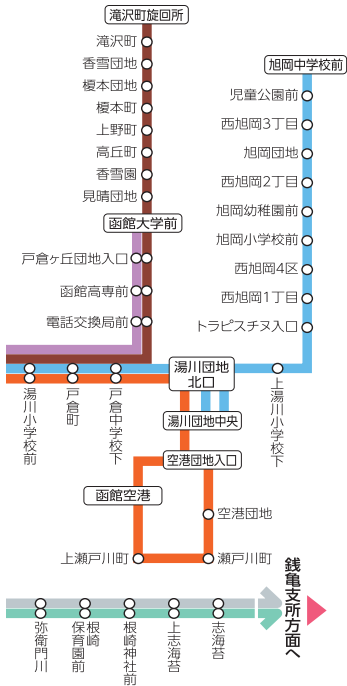 滝沢町旋回所
滝沢町
香雪団地
榎本団地
榎本町
上野町
高丘町
香雪園
見晴団地
函館大学前
戸倉ヶ丘団地入口
函館高専前
電話交換局前
旭岡中学校前
児童公園前
西旭岡3丁目
旭岡団地
西旭岡2丁目
旭岡幼稚園前
旭岡小学校前
西旭岡4区
西旭岡1丁目
トラピスチヌ入口
湯川団地
北口
湯川小学校前
戸倉町
戸倉中学校下
上湯川小学校下
湯川団地中央
空港団地入口
函館空港
空港団地
上瀬戸川町
瀬戸川町
銭亀支所方面へ
弥衛門川
根崎
保育園前
根崎神社前
上志海苔
志海苔